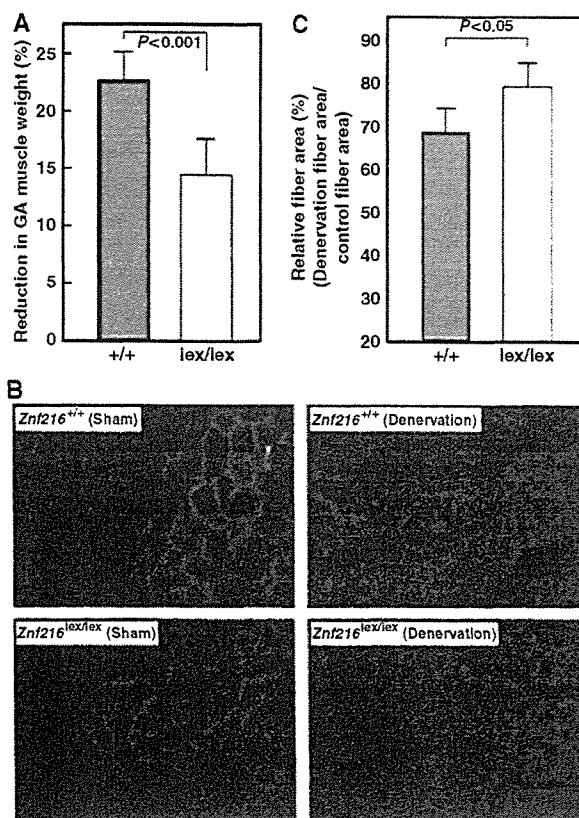 A
P<0.001
Reduction in GA muscle weight (%)
25
20
15
10
5
0
+/+
lex/lex
C
P<0.05
Relative fiber area (%)
(Denervation fiber area/
control fiber area)
90
80
70
60
50
40
30
20
+/+
lex/lex
B
Znf216+/+ (Sham)
Znf216+/+ (Denervation)
Znf216lex/lex (Sham)
Znf216lex/lex (Denervation)